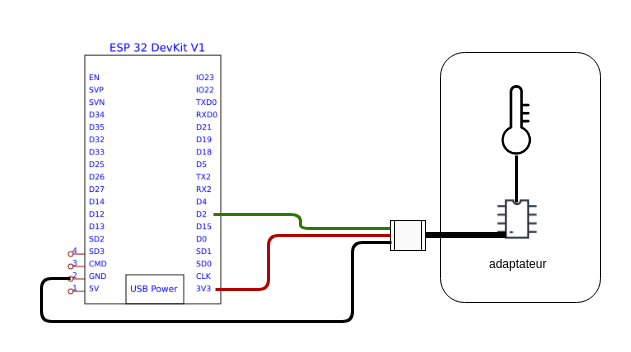 ESP 32 DevKit V1
EN IO23
SVP IO22
SVN TXD0
D34 RXD0
D35 D21
D32 D19
D33 D18
D25 D5
D26 TX2
D27 RX2
D14 D4
D12 D2
D13 D15
SD2 D0
4 SD3 SD1
3 CMD SD0
2 GND CLK
1 5V USB Power 3V3
adaptateur